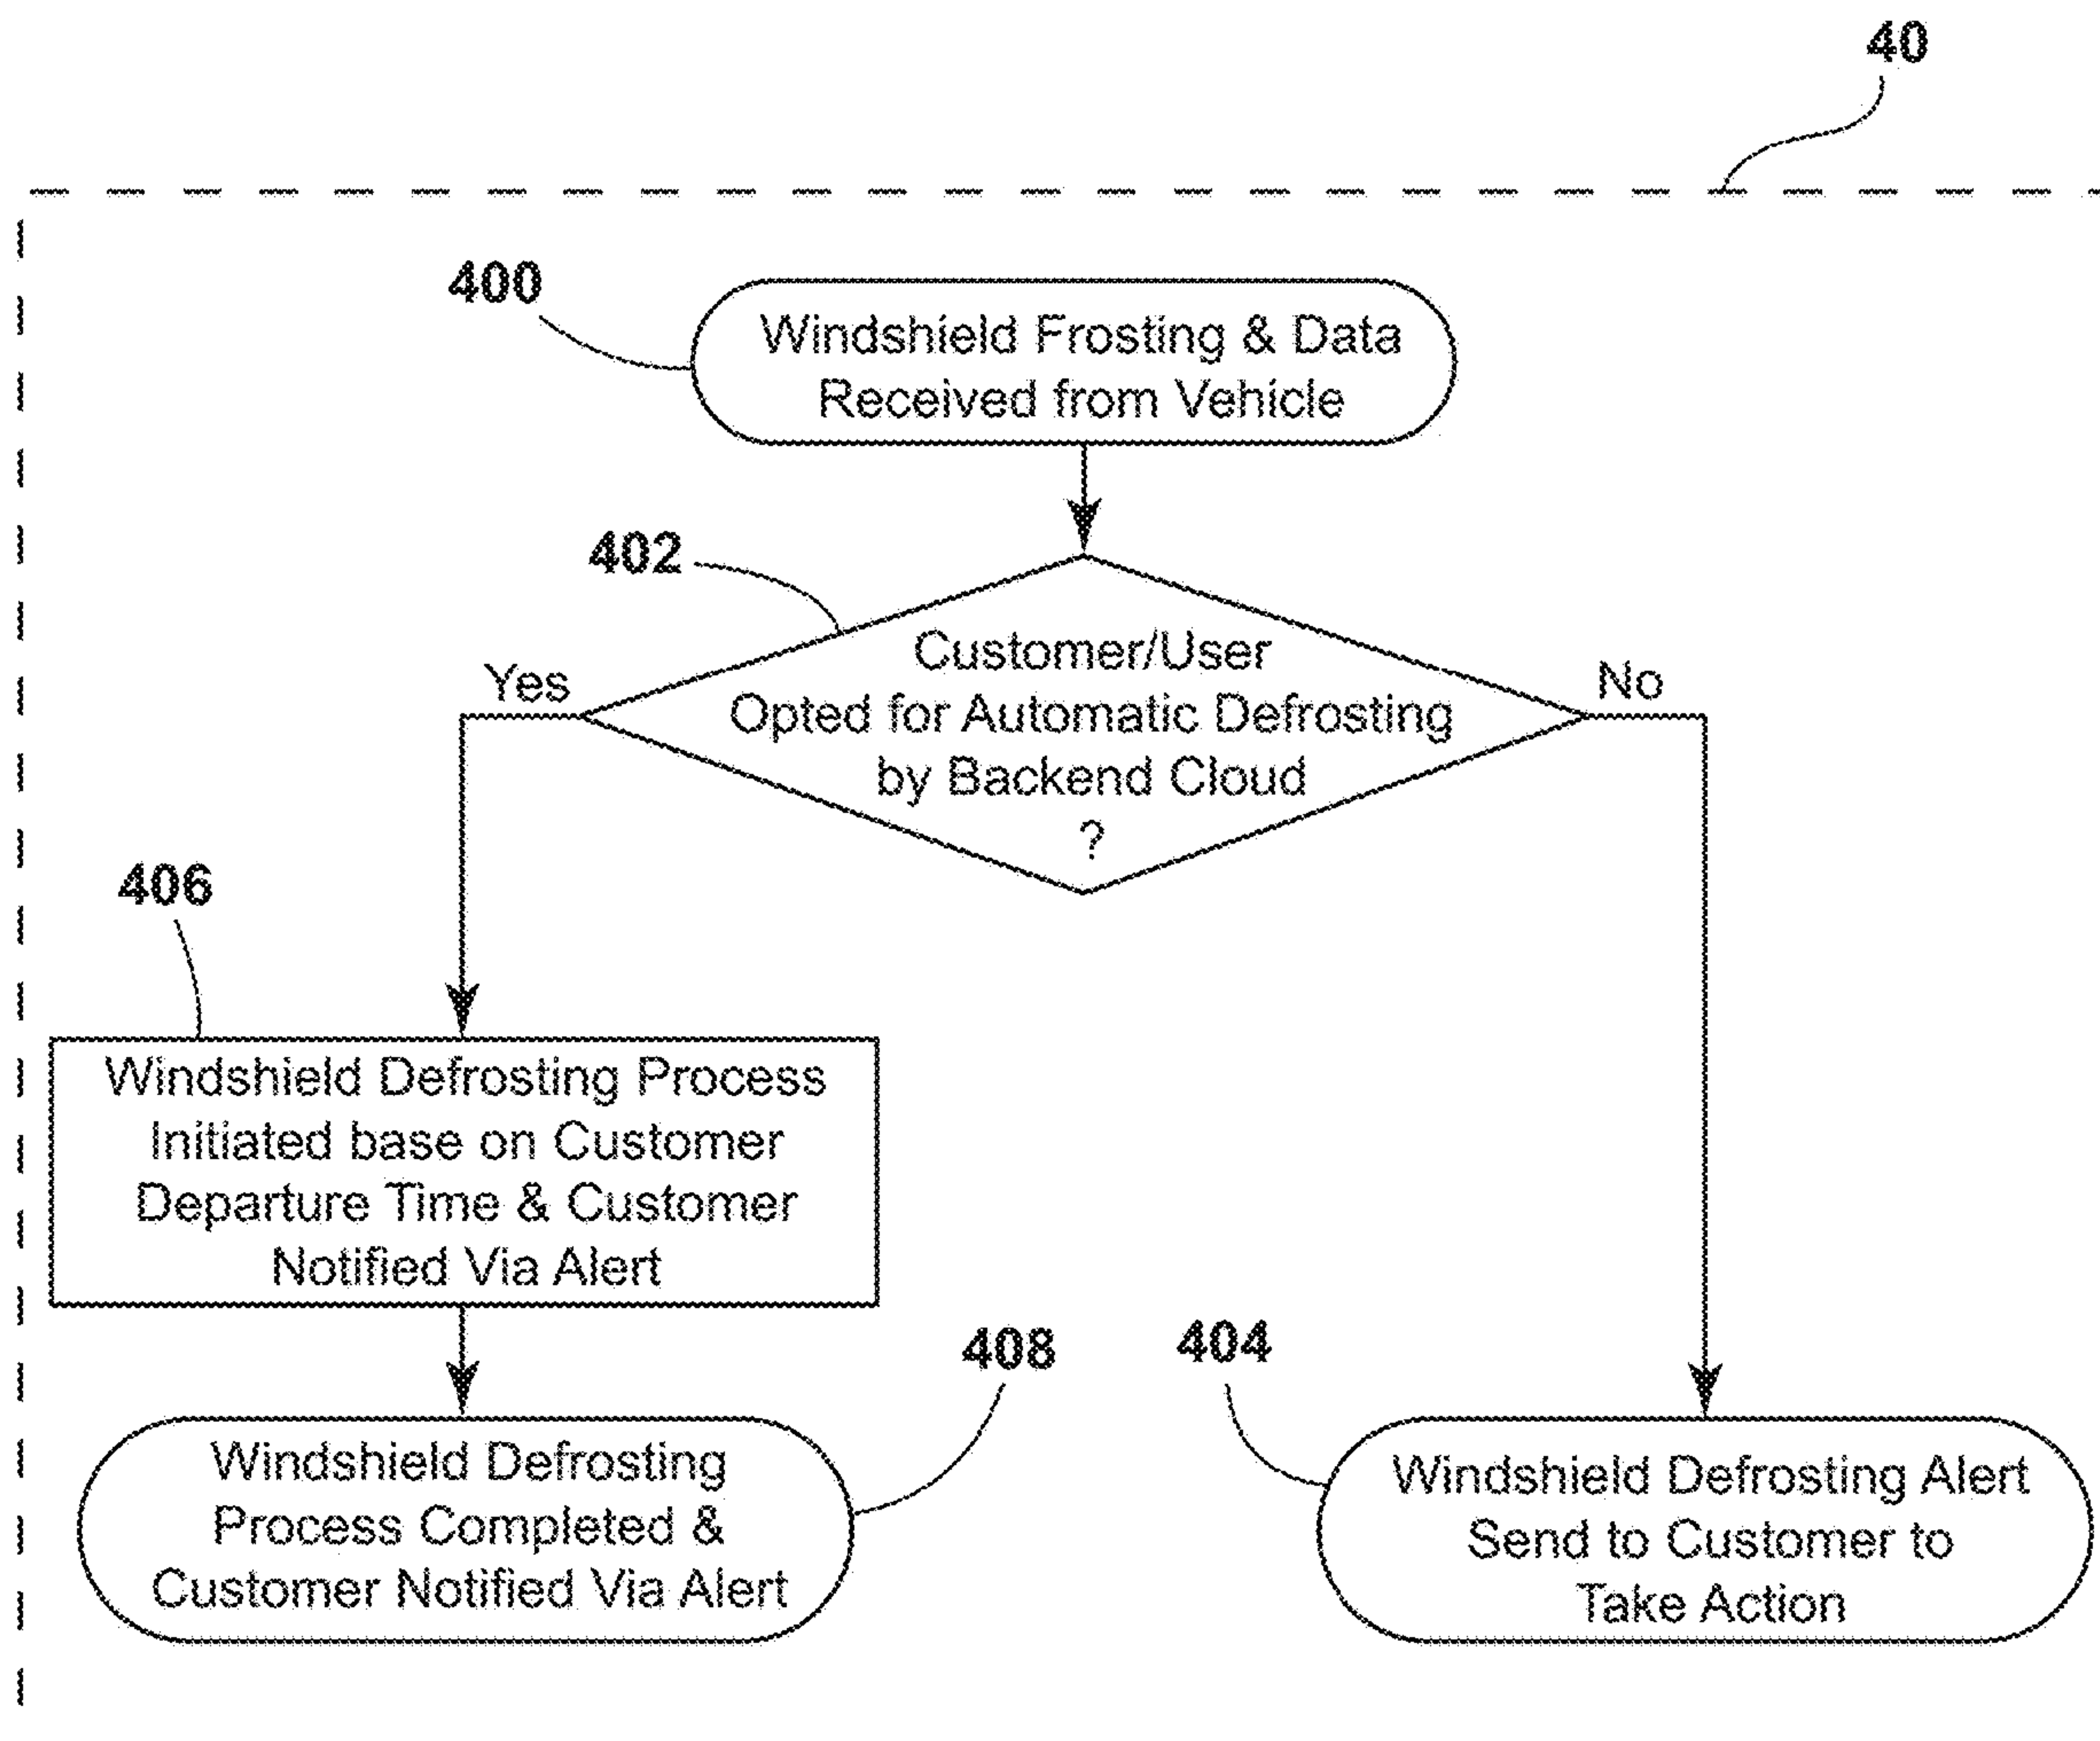 40
400
Windshield Frosting & Data
Received from Vehicle
402
Customer/User
Opted for Automatic Defrosting
by Backend Cloud
?
Yes
No
406
Windshield Defrosting Process
Initiated base on Customer
Departure Time & Customer
Notified Via Alert
408
Windshield Defrosting
Process Completed &
Customer Notified Via Alert
404
Windshield Defrosting Alert
Send to Customer to
Take Action